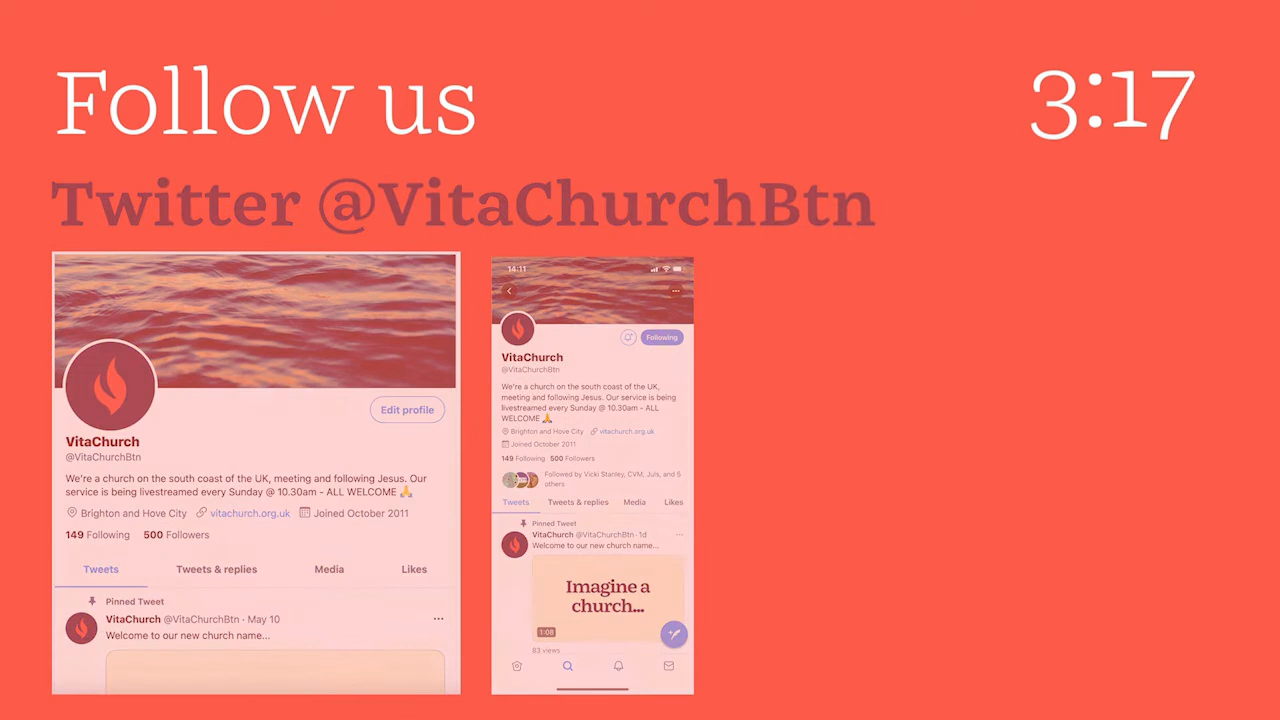 Follow us
3:17
Twitter @VitaChurchBtn
Edit profile
VitaChurch
@VitaChurchBtn
We're a church on the south coast of the UK, meeting and following Jesus. Our
service is being livestreamed every Sunday @ 10.30am - ALL WELCOME 🙏
Brighton and Hove City vitachurch.org.uk Joined October 2011
149 Following 500 Followers
Tweets Tweets & replies Media Likes
Pinned Tweet
VitaChurch @VitaChurchBtn · May 10
Welcome to our new church name...
14:11
Following
VitaChurch
@VitaChurchBtn
We're a church on the south coast of the UK,
meeting and following Jesus. Our service is being
livestreamed every Sunday @ 10.30am - ALL
WELCOME 🙏
Brighton and Hove City vitachurch.org.uk
Joined October 2011
149 Following 500 Followers
Followed by Vicki Stanley, CVM, Juls, and 5
others
Tweets Tweets & replies Media Likes
Pinned Tweet
VitaChurch @VitaChurchBtn · 1d
Welcome to our new church name...
Imagine a
church...
1:08
83 views